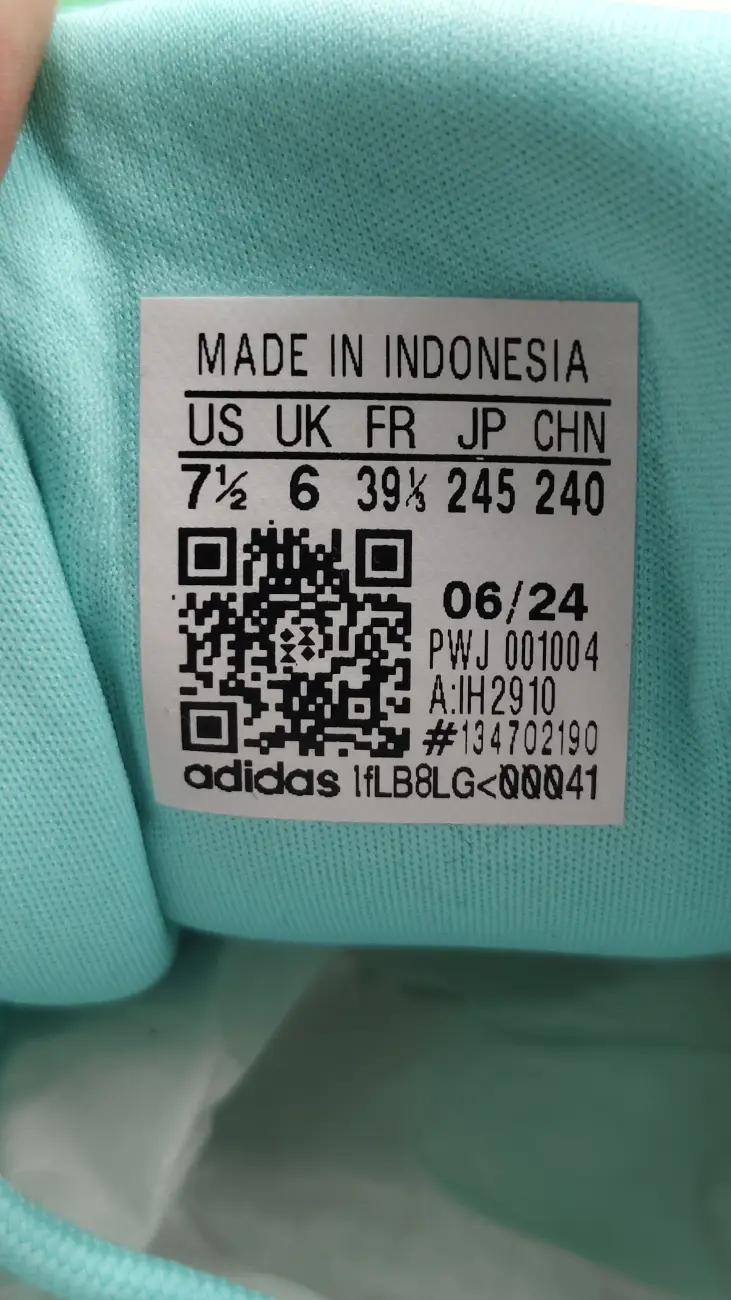 MADE IN INDONESIA
US UK FR JP CHN
7½ 6 39⅓ 245 240
06/24
PWJ 001004
A:IH2910
#134702190
adidas 1fLB8LG<00041